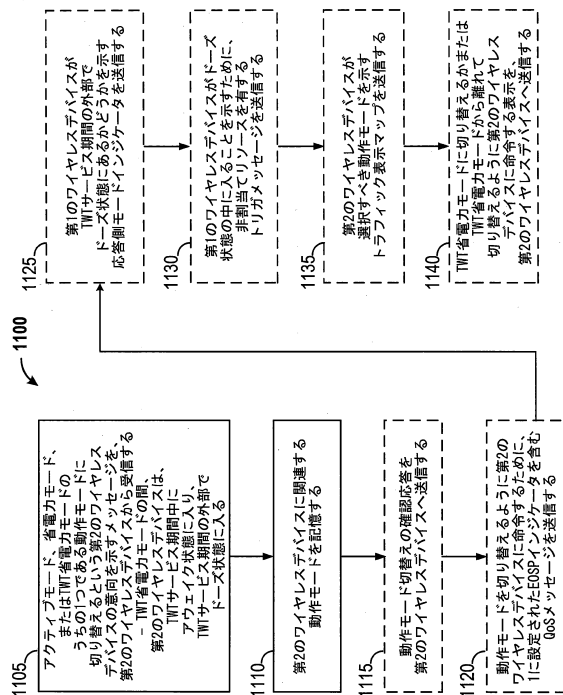 1100
1105
アクティブモード、省電力モード、
またはTWT省電力モードの
うちの1つである動作モードに
切り替えるという第2のワイヤレス
デバイスの意向を示すメッセージを、
第2のワイヤレスデバイスから受信する
- TWT省電力モードの間、
第2のワイヤレスデバイスは、
TWTサービス期間中に
アウェイク状態に入り、
TWTサービス期間の外部で
ドーズ状態に入る
1110
第2のワイヤレスデバイスに関連する
動作モードを記憶する
1115
動作モード切替えの確認応答を
第2のワイヤレスデバイスへ送信する
1120
動作モードを切り替えるように第2の
ワイヤレスデバイスに命令するために、
1に設定されたEOSPインジケータを含む
QoSメッセージを送信する
1125
第1のワイヤレスデバイスが
TWTサービス期間の外部で
ドーズ状態にあるかどうかを示す
応答側モードインジケータを送信する
1130
第1のワイヤレスデバイスがドーズ
状態の中に入ることを示すために、
非割当てリソースを有する
トリガメッセージを送信する
1135
第2のワイヤレスデバイスが
選択すべき動作モードを示す
トラフィック表示マップを送信する
1140
TWT省電力モードに切り替えるかまたは
TWT省電力モードから離れて
切り替えるように第2のワイヤレス
デバイスに命令する表示を、
第2のワイヤレスデバイスへ送信する